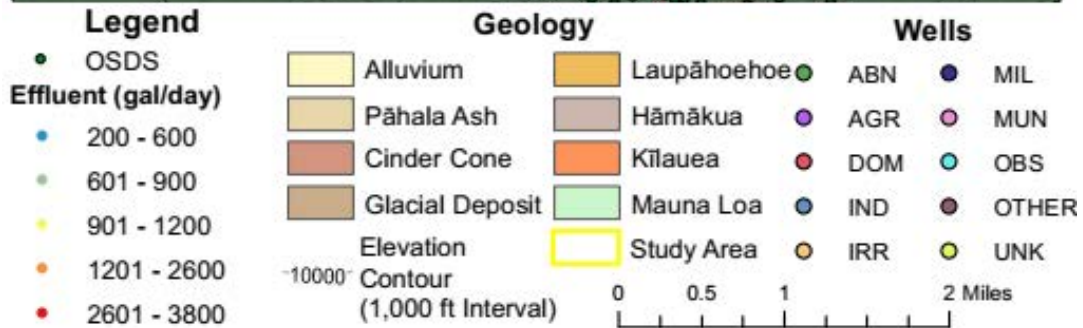 Legend
OSDS
Effluent (gal/day)
200 - 600
601 - 900
901 - 1200
1201 - 2600
2601 - 3800
Geology
Alluvium
Pāhala Ash
Cinder Cone
Glacial Deposit
-10000- Elevation
Contour
(1,000 ft Interval)
Laupāhoehoe
Hāmākua
Kīlauea
Mauna Loa
Study Area
Wells
ABN
AGR
DOM
IND
IRR
MIL
MUN
OBS
OTHER
UNK
0 0.5 1 2 Miles